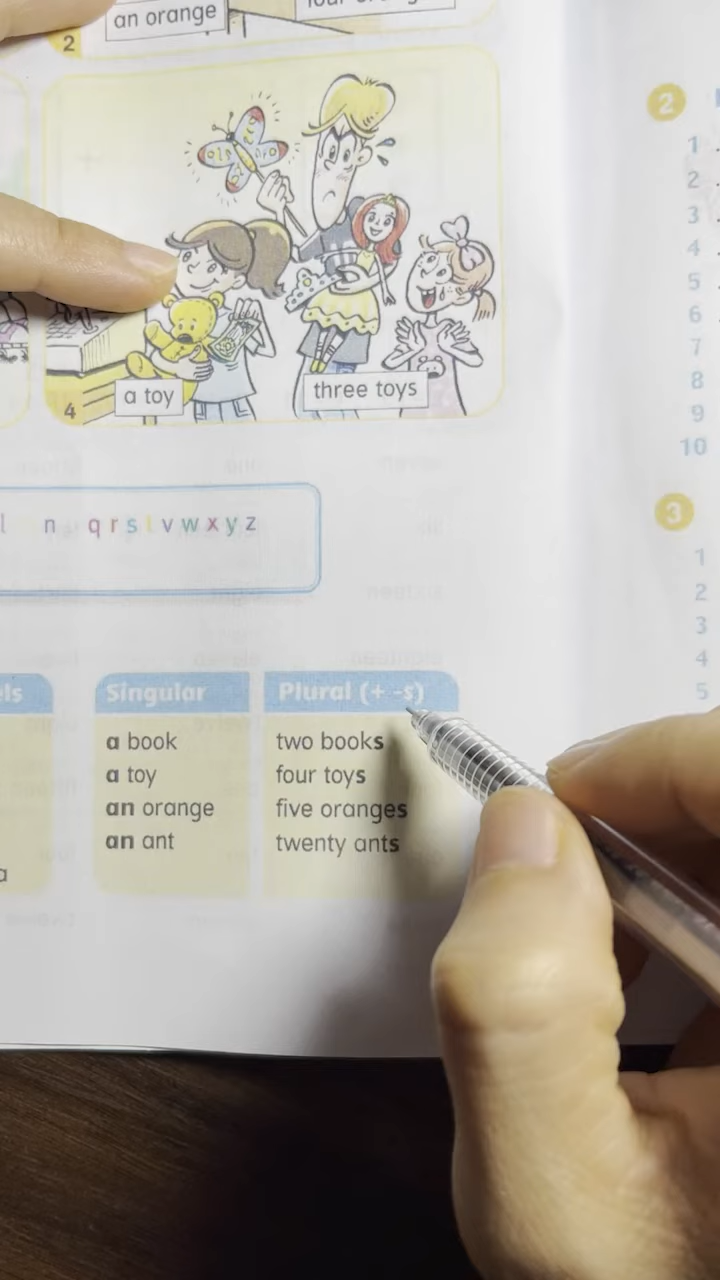 an orange
2
a toy
three toys
4
l n q r s t v w x y z
Singular
Plural (+ -s)
a book
two books
a toy
four toys
an orange
five oranges
an ant
twenty ants
a
2
1
2
3
4
5
6
7
8
9
10
3
1
2
3
4
5